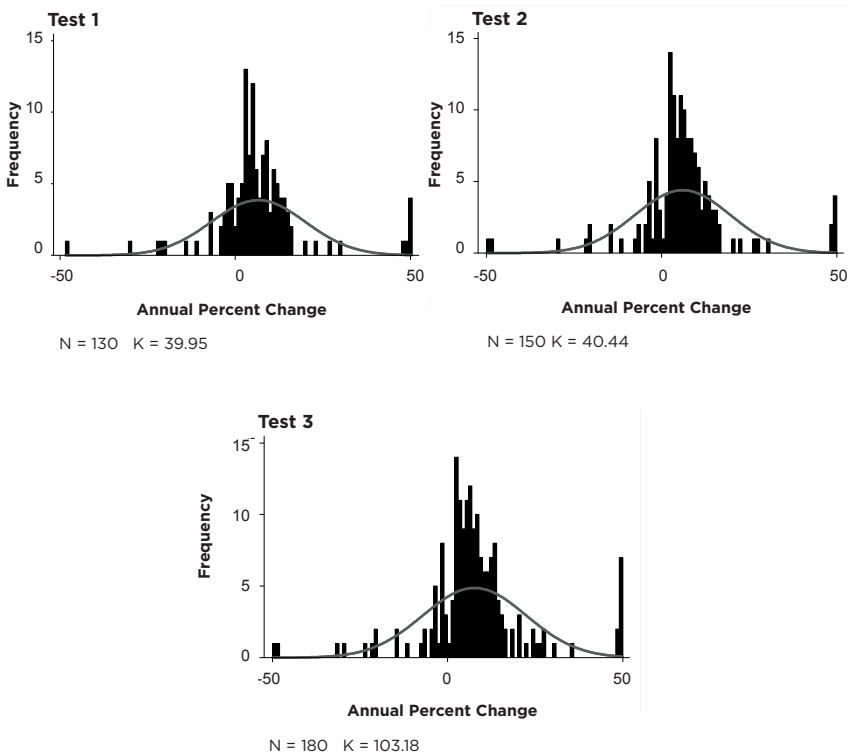 Test 1
15
10
5
0
Frequency
-50 0 50
Annual Percent Change
N = 130 K = 39.95
Test 2
15
10
5
0
Frequency
-50 0 50
Annual Percent Change
N = 150 K = 40.44
Test 3
15
10
5
0
Frequency
-50 0 50
Annual Percent Change
N = 180 K = 103.18